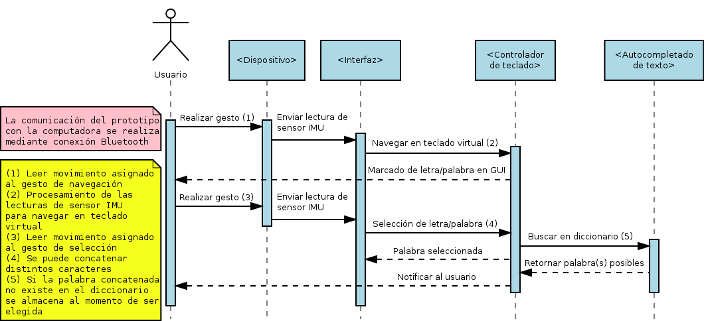 Usuario
<Dispositivo>
<Interfaz>
<Controlador
de teclado>
<Autocompletado
de texto>
La comunicación del prototipo
con la computadora se realiza
mediante conexión Bluetooth
Realizar gesto (1)
Enviar lectura de
sensor IMU
Navegar en teclado virtual (2)
Marcado de letra/palabra en GUI
(1) Leer movimiento asignado
al gesto de navegación
(2) Procesamiento de las
lecturas de sensor IMU
para navegar en teclado
virtual
(3) Leer movimiento asignado
al gesto de selección
(4) Se puede concatenar
distintos caracteres
(5) Si la palabra concatenada
no existe en el diccionario
se almacena al momento de ser
elegida
Realizar gesto (3)
Enviar lectura de
sensor IMU
Selección de letra/palabra (4)
Buscar en diccionario (5)
Palabra seleccionada
Retornar palabra(s) posibles
Notificar al usuario